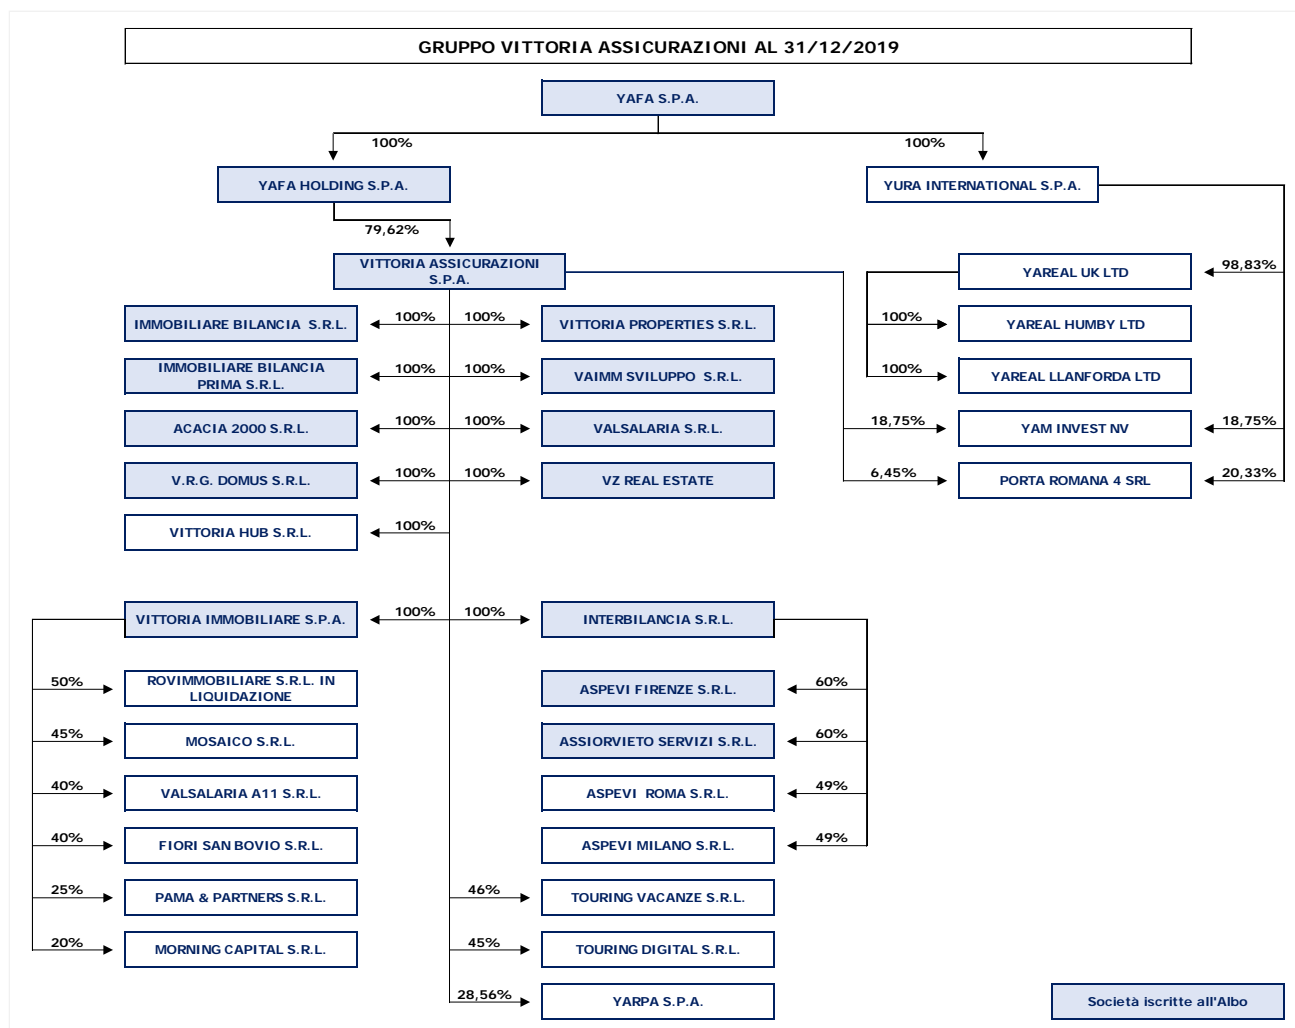 GRUPPO VITTORIA ASSICURAZIONI AL 31/12/2019
YAFA S.P.A.
100%
100%
YAFA HOLDING S.P.A.
YURA INTERNATIONAL S.P.A.
79,62%
VITTORIA ASSICURAZIONI
S.P.A.
YAREAL UK LTD
98,83%
IMMOBILIARE BILANCIA S.R.L.
100%
100%
VITTORIA PROPERTIES S.R.L.
100%
YAREAL HUMBY LTD
IMMOBILIARE BILANCIA
PRIMA S.R.L.
100%
100%
VAIMM SVILUPPO S.R.L.
100%
YAREAL LLANFORDA LTD
ACACIA 2000 S.R.L.
100%
100%
VALSALARIA S.R.L.
18,75%
YAM INVEST NV
18,75%
V.R.G. DOMUS S.R.L.
100%
100%
VZ REAL ESTATE
6,45%
PORTA ROMANA 4 SRL
20,33%
VITTORIA HUB S.R.L.
100%
VITTORIA IMMOBILIARE S.P.A.
100%
100%
INTERBILANCIA S.R.L.
50%
ROVIMMOBILIARE S.R.L. IN
LIQUIDAZIONE
ASPEVI FIRENZE S.R.L.
60%
45%
MOSAICO S.R.L.
ASSIORVIETO SERVIZI S.R.L.
60%
40%
VALSALARIA A11 S.R.L.
ASPEVI ROMA S.R.L.
49%
40%
FIORI SAN BOVIO S.R.L.
ASPEVI MILANO S.R.L.
49%
25%
PAMA & PARTNERS S.R.L.
46%
TOURING VACANZE S.R.L.
20%
MORNING CAPITAL S.R.L.
45%
TOURING DIGITAL S.R.L.
28,56%
YARPA S.P.A.
Società iscritte all'Albo